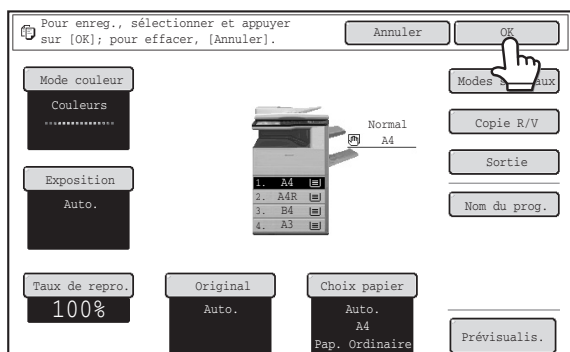 Pour enreg., sélectionner et appuyer
sur [OK]; pour effacer, [Annuler].
Annuler
OK
Mode couleur
Couleurs
Exposition
Auto.
Taux de repro.
100%
Original
Auto.
Choix papier
Auto.
A4
Pap. Ordinaire
Normal
A4
1. A4
2. A4R
3. B4
4. A3
Modes
Copie R/V
Sortie
Nom du prog.
Prévisualis.